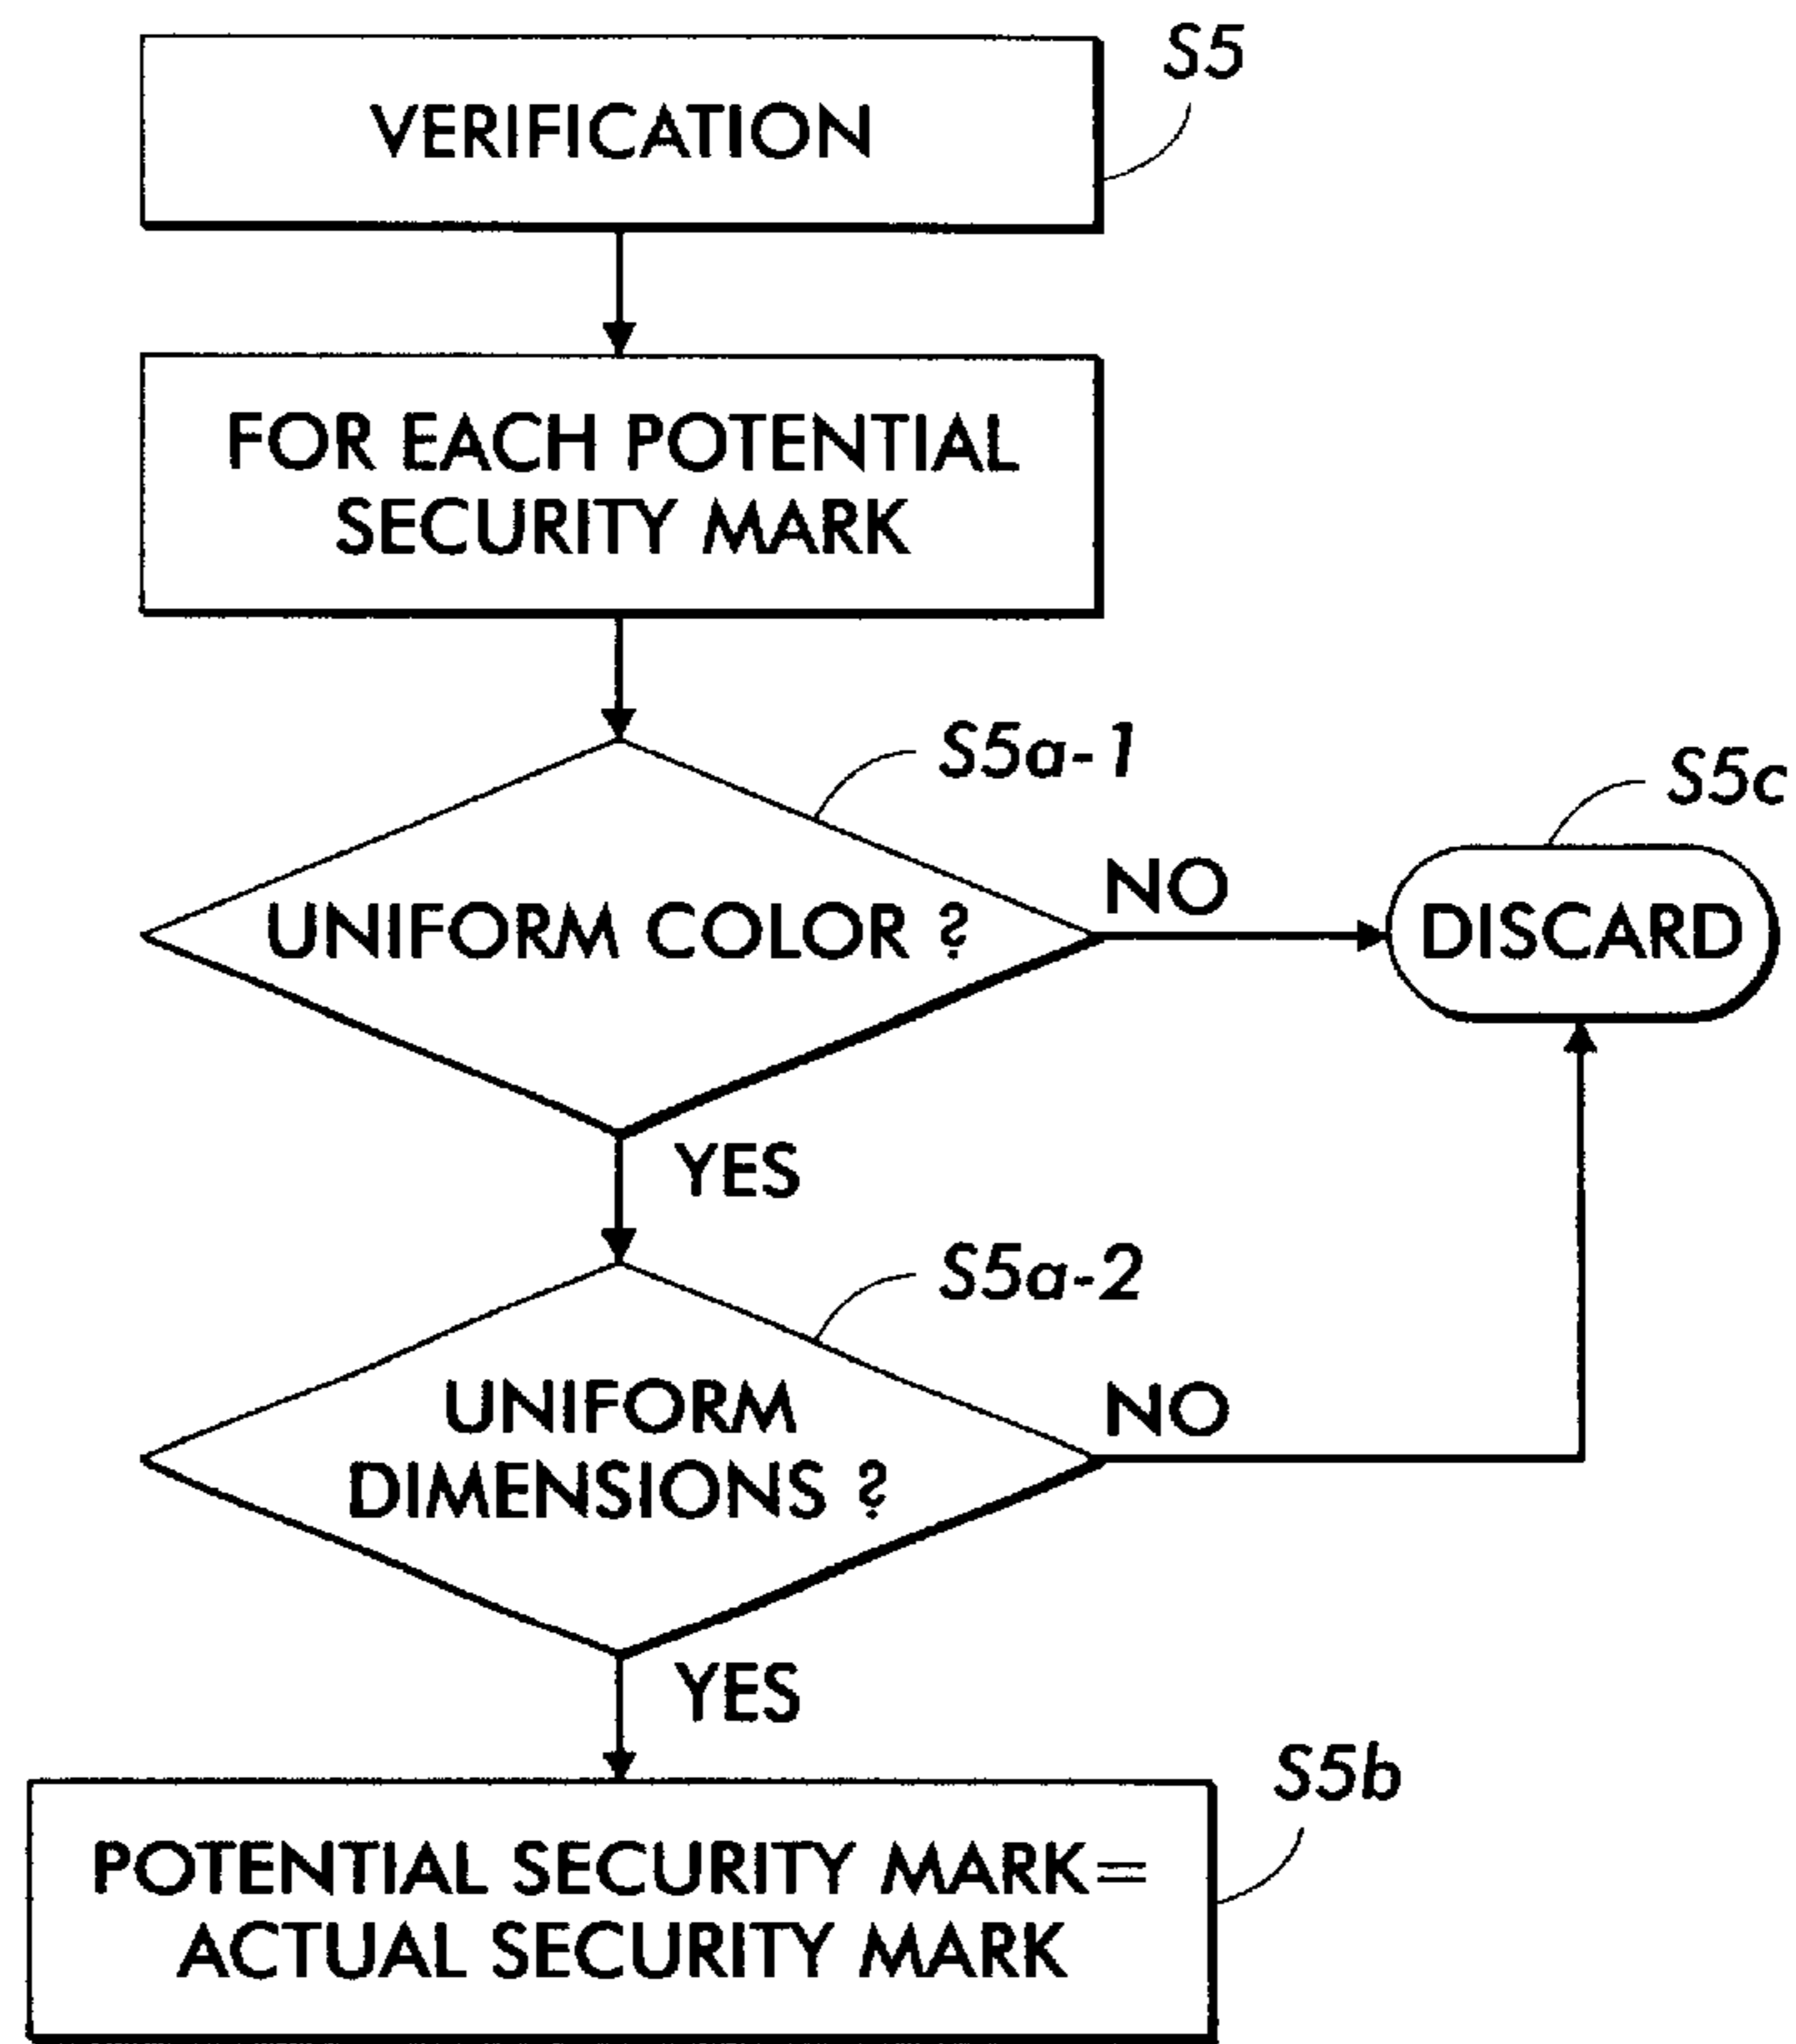 S5
VERIFICATION
FOR EACH POTENTIAL
SECURITY MARK
S5a-1
S5c
NO
UNIFORM COLOR ?
DISCARD
YES
S5a-2
UNIFORM
NO
DIMENSIONS ?
YES
S5b
POTENTIAL SECURITY MARK=
ACTUAL SECURITY MARK